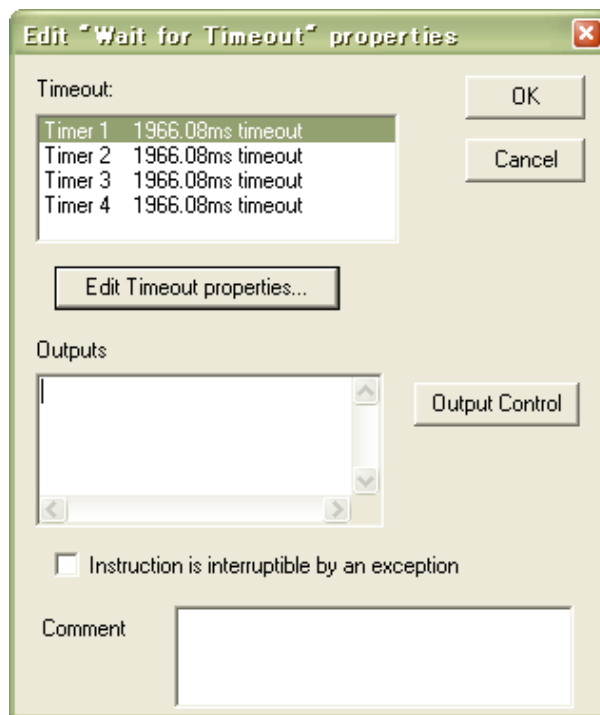 Edit "Wait for Timeout" properties
Timeout:
OK
Timer 1 1966.08ms timeout
Timer 2 1966.08ms timeout
Timer 3 1966.08ms timeout
Timer 4 1966.08ms timeout
Cancel
Edit Timeout properties...
Outputs
Output Control
Instruction is interruptible by an exception
Comment